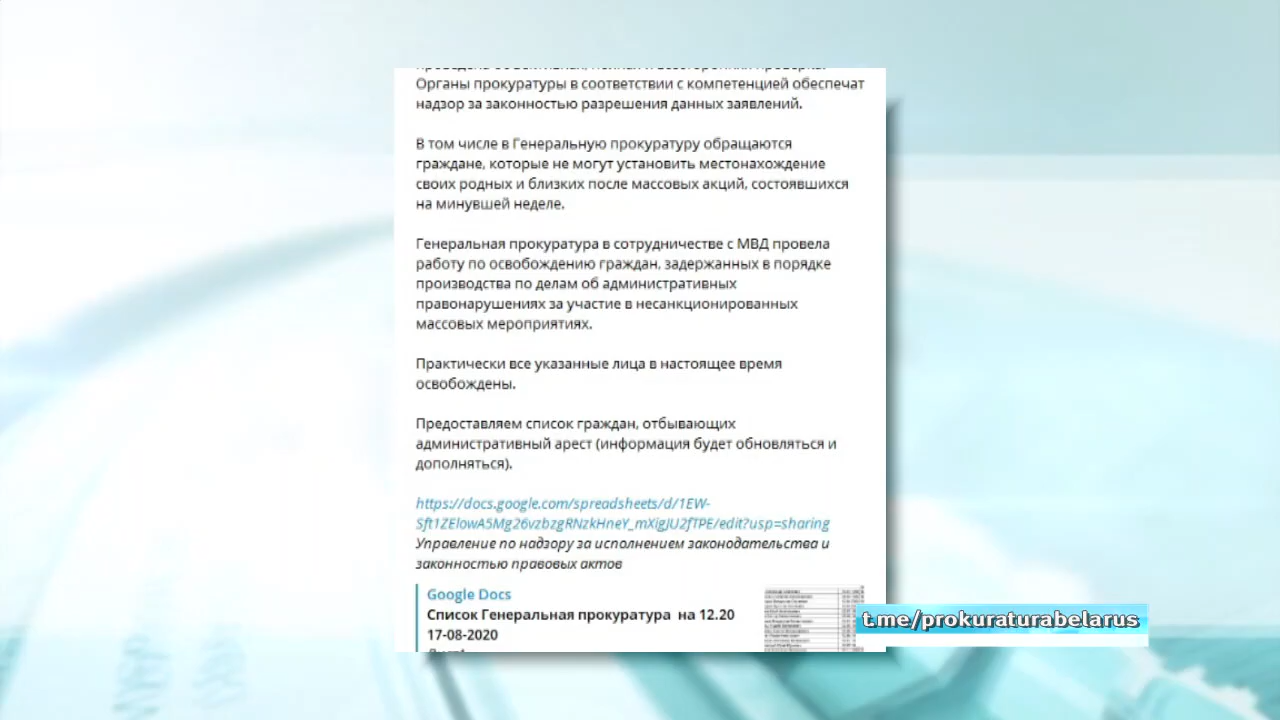 Органы прокуратуры в соответствии с компетенцией обеспечат
надзор за законностью разрешения данных заявлений.
В том числе в Генеральную прокуратуру обращаются
граждане, которые не могут установить местонахождение
своих родных и близких после массовых акций, состоявшихся
на минувшей неделе.
Генеральная прокуратура в сотрудничестве с МВД провела
работу по освобождению граждан, задержанных в порядке
производства по делам об административных
правонарушениях за участие в несанкционированных
массовых мероприятиях.
Практически все указанные лица в настоящее время
освобождены.
Предоставляем список граждан, отбывающих
административный арест (информация будет обновляться и
дополняться).
https://docs.google.com/spreadsheets/d/1EW-
Sft1ZElowA5Mg26vzbzgRNzkHneY_mXigJU2fTPE/edit?usp=sharing
Управление по надзору за исполнением законодательства и
законностью правовых актов
Google Docs
Список Генеральная прокуратура на 12.20
17-08-2020
t.me/prokuraturabelarus